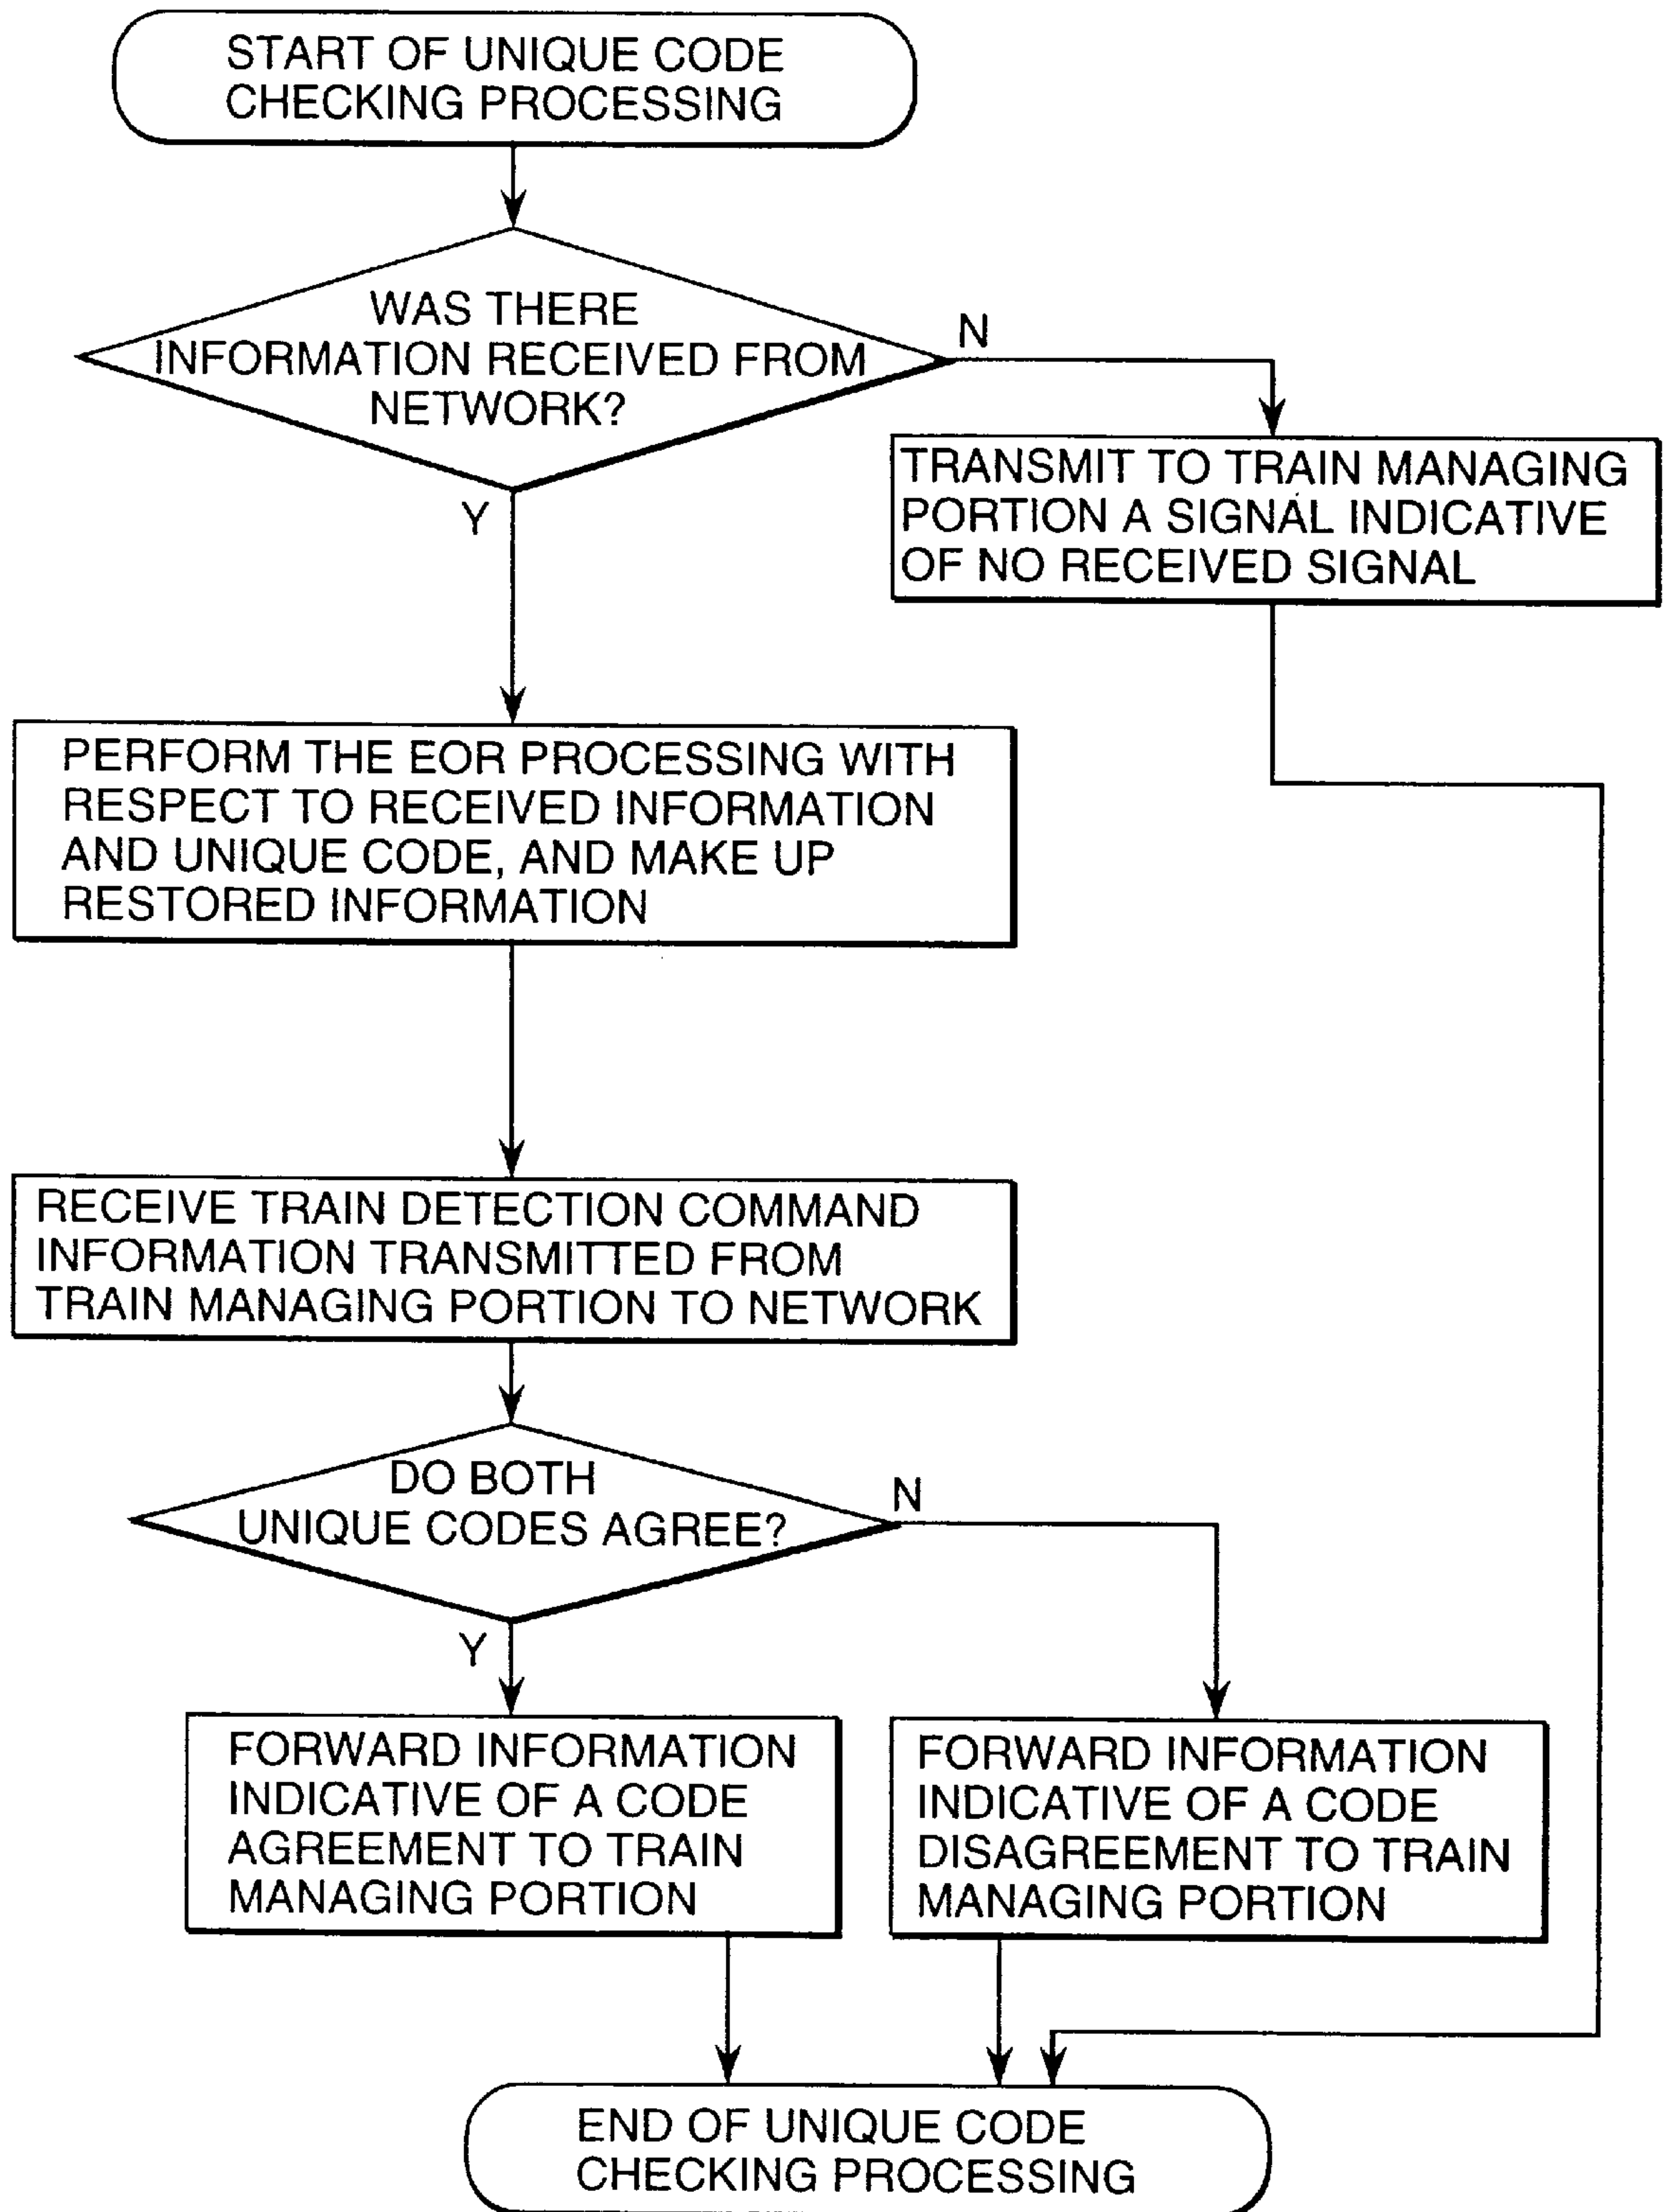 START OF UNIQUE CODE
CHECKING PROCESSING
WAS THERE
INFORMATION RECEIVED FROM
NETWORK?
N
Y
TRANSMIT TO TRAIN MANAGING
PORTION A SIGNAL INDICATIVE
OF NO RECEIVED SIGNAL
PERFORM THE EOR PROCESSING WITH
RESPECT TO RECEIVED INFORMATION
AND UNIQUE CODE, AND MAKE UP
RESTORED INFORMATION
RECEIVE TRAIN DETECTION COMMAND
INFORMATION TRANSMITTED FROM
TRAIN MANAGING PORTION TO NETWORK
DO BOTH
UNIQUE CODES AGREE?
N
Y
FORWARD INFORMATION
INDICATIVE OF A CODE
AGREEMENT TO TRAIN
MANAGING PORTION
FORWARD INFORMATION
INDICATIVE OF A CODE
DISAGREEMENT TO TRAIN
MANAGING PORTION
END OF UNIQUE CODE
CHECKING PROCESSING